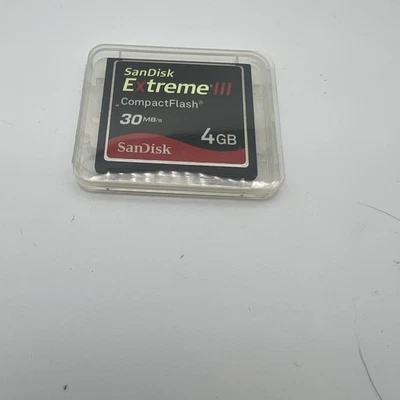 SanDisk
Extreme III
CompactFlash®
30MB/s
4GB
SanDisk